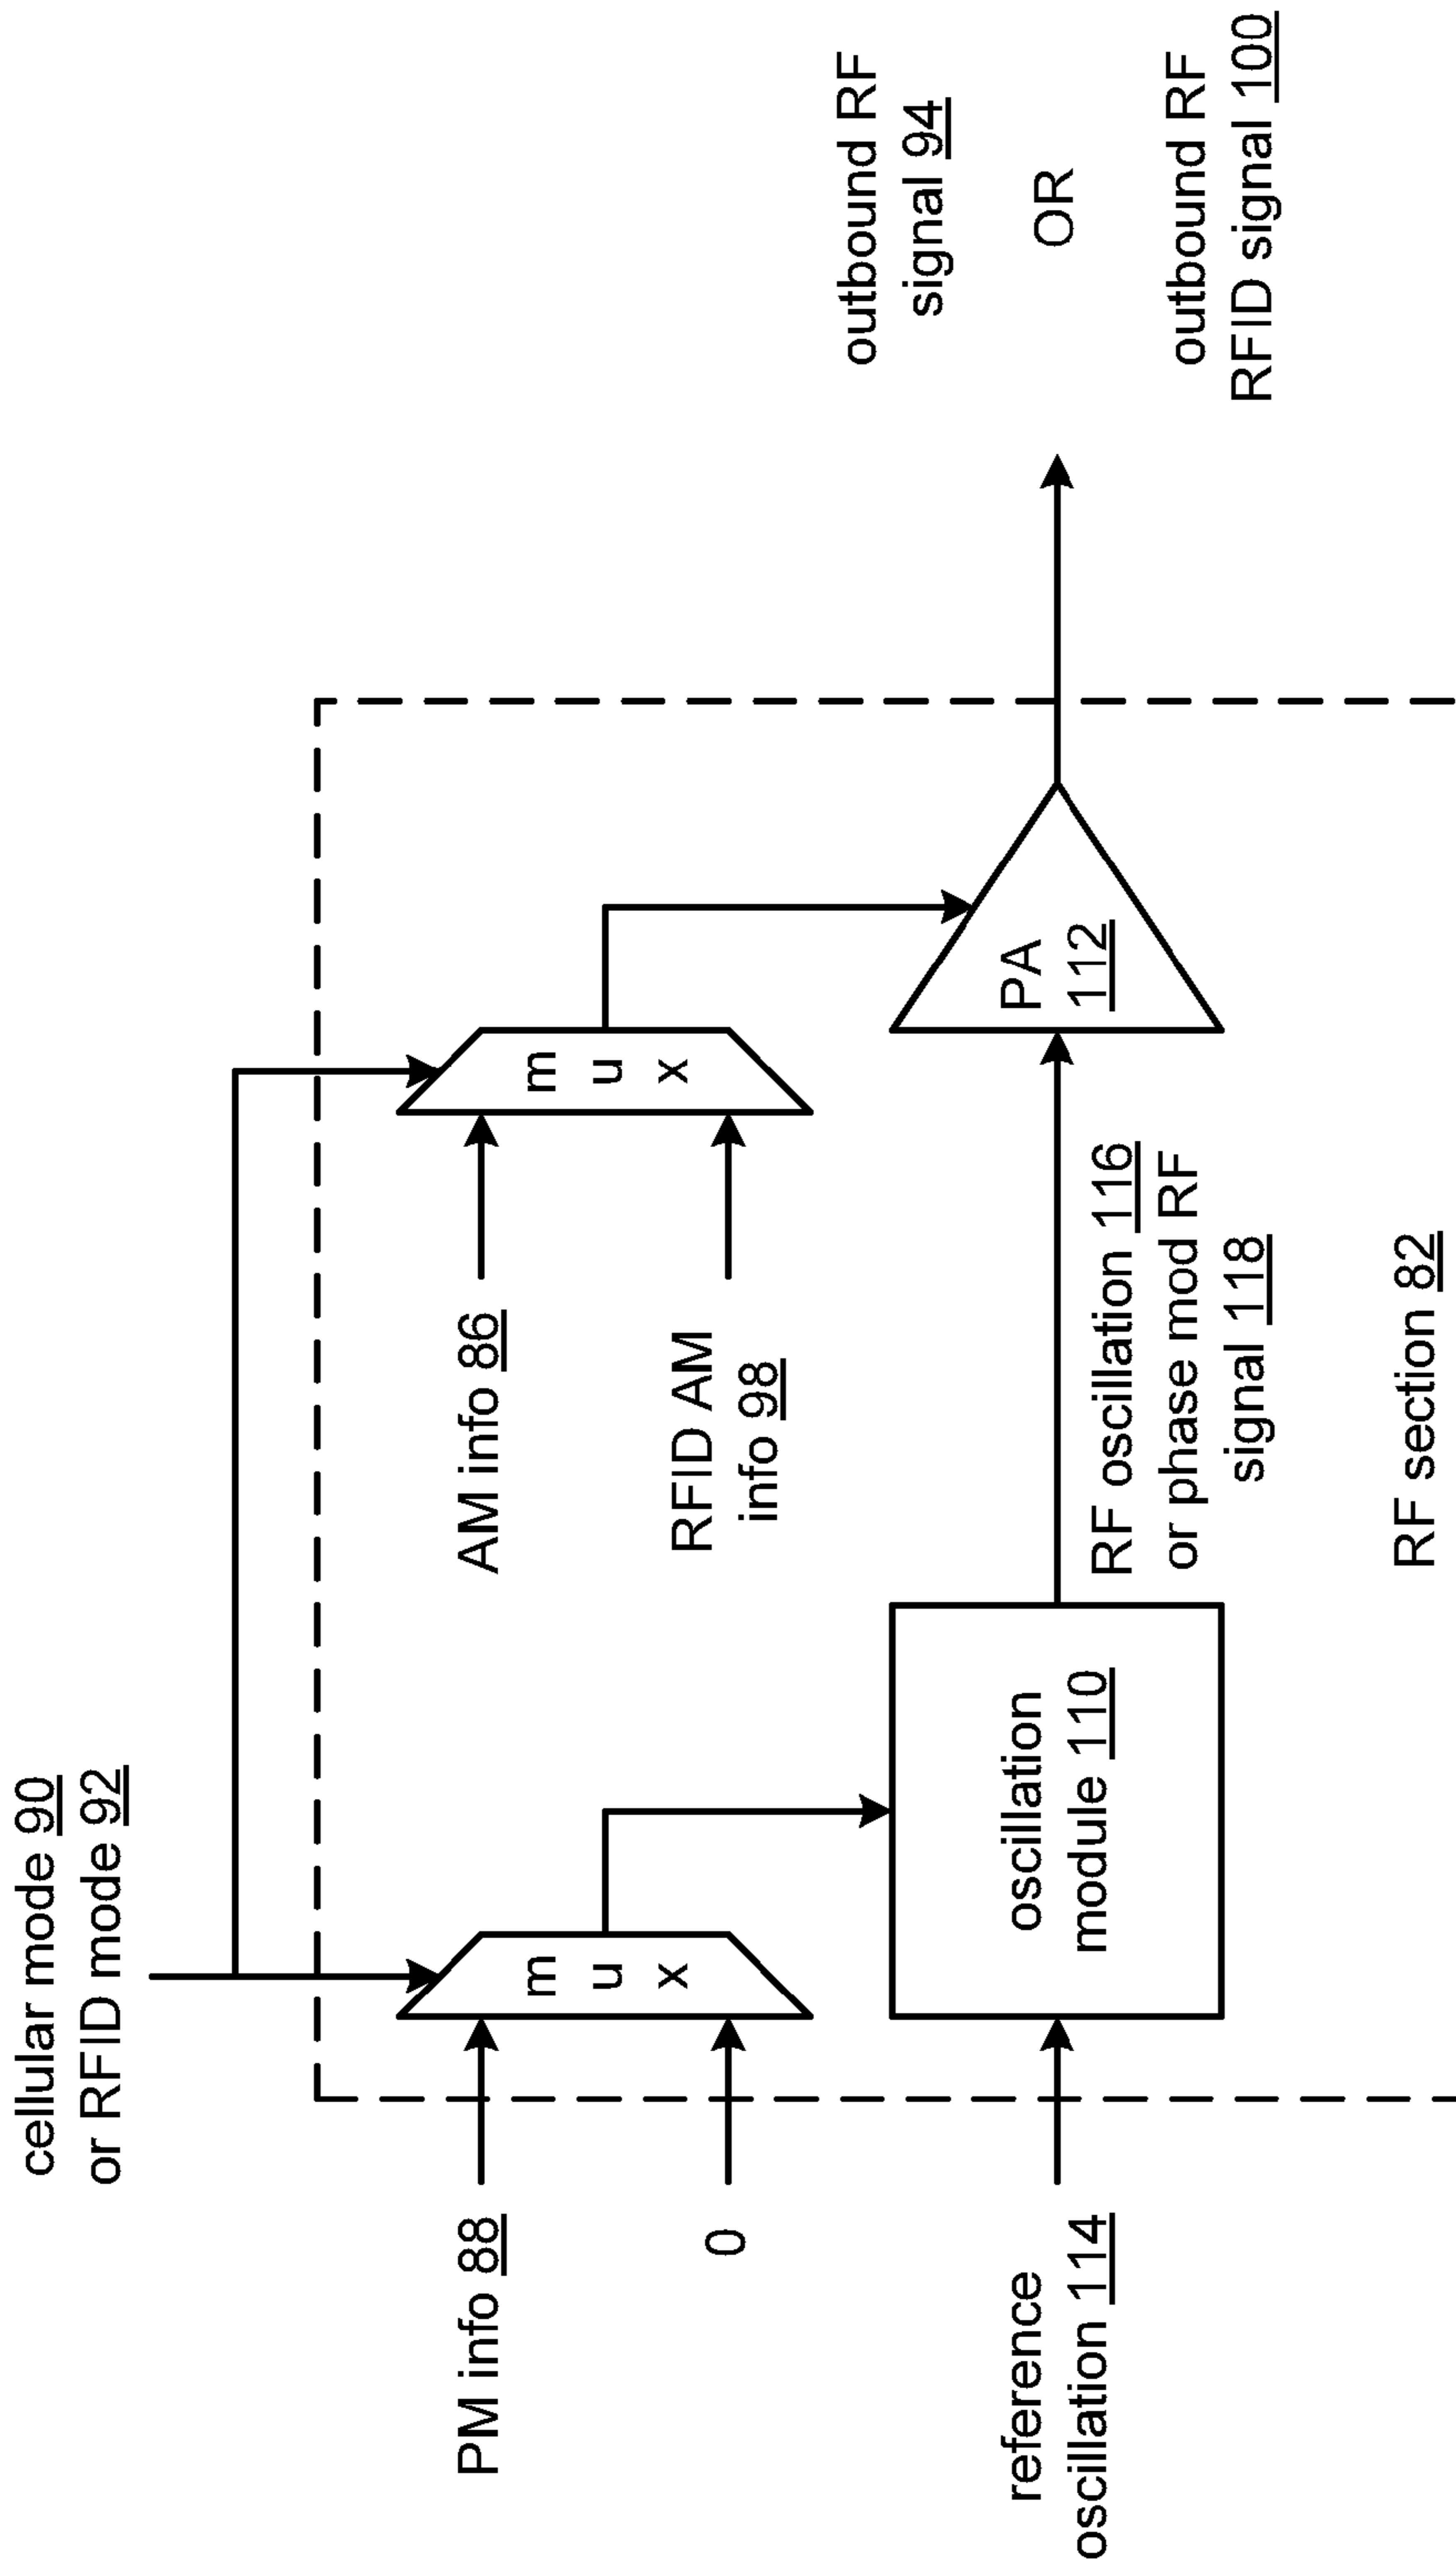 cellular mode 90
or RFID mode 92
PM info 88
0
m
u
x
AM info 86
RFID AM
info 98
m
u
x
reference
oscillation 114
oscillation
module 110
RF oscillation 116
or phase mod RF
signal 118
PA
112
outbound RF
signal 94
OR
outbound RF
RFID signal 100
RF section 82